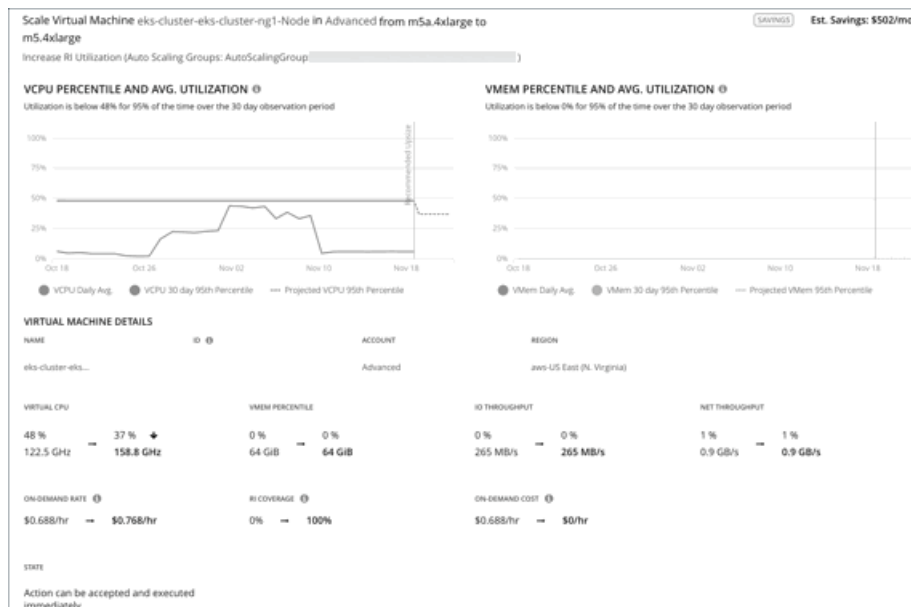 Scale Virtual Machine eks-cluster-eks-cluster-ng1-Node in Advanced from m5a.4xlarge to
m5.4xlarge
SAVINGS Est. Savings: $502/mo
Increase RI Utilization (Auto Scaling Groups: AutoScalingGroup )
VCPU PERCENTILE AND AVG. UTILIZATION
Utilization is below 48% for 95% of the time over the 30 day observation period
100%
75%
50%
25%
0%
Recommended Upsize
Oct 18 Oct 26 Nov 02 Nov 10 Nov 18
VCPU Daily Avg. VCPU 30 day 95th Percentile Projected VCPU 95th Percentile
VMEM PERCENTILE AND AVG. UTILIZATION
Utilization is below 0% for 95% of the time over the 30 day observation period
100%
75%
50%
25%
0%
Oct 18 Oct 26 Nov 02 Nov 10 Nov 18
VMem Daily Avg. VMem 30 day 95th Percentile Projected VMem 95th Percentile
VIRTUAL MACHINE DETAILS
NAME ID ACCOUNT REGION
eks-cluster-eks... Advanced aws-US East (N. Virginia)
VIRTUAL CPU VMEM PERCENTILE IO THROUGHPUT NET THROUGHPUT
48 % → 37 % 0 % → 0 % 0 % → 0 % 1 % → 1 %
122.5 GHz 158.8 GHz 64 GiB 64 GiB 265 MB/s 265 MB/s 0.9 GB/s 0.9 GB/s
ON-DEMAND RATE RI COVERAGE ON-DEMAND COST
$0.688/hr → $0.768/hr 0% → 100% $0.688/hr → $0/hr
STATE
Action can be accepted and executed
immediately